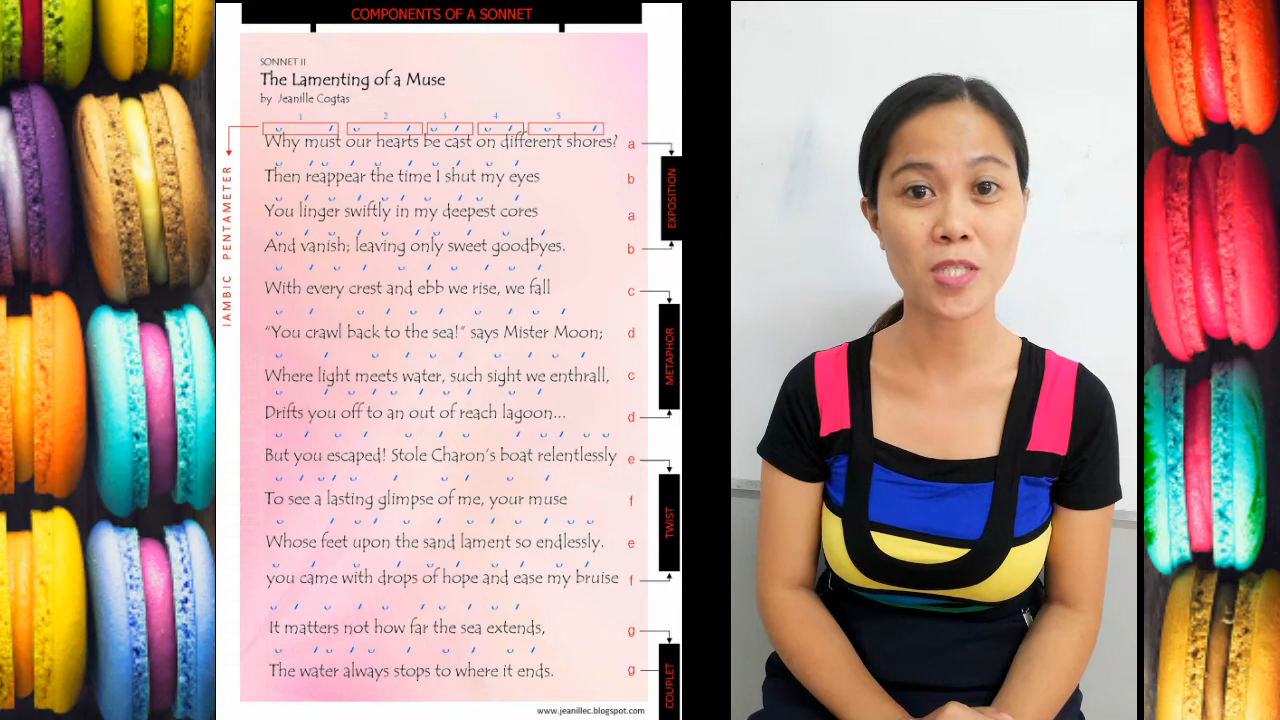 COMPONENTS OF A SONNET
SONNET II
The Lamenting of a Muse
by Jeanille Cogtas
1 2 3 4 5
Why must our hearts be cast on different shores? a
Then reappear the time I shut my eyes b
You linger swiftly in my deepest cores a
And vanish; leaving only sweet goodbyes. b
With every crest and ebb we rise, we fall c
"You crawl back to the sea!" says Mister Moon; d
Where light meets water, such sight we enthrall, c
Drifts you off to an out of reach lagoon... d
But you escaped! Stole Charon's boat relentlessly e
To see a lasting glimpse of me, your muse f
Whose feet upon the sand lament so endlessly. e
you came with drops of hope and ease my bruise f
It matters not how far the sea extends, g
The water always stops to where it ends. g
IAMBIC PENTAMETER
EXPOSITION
METAPHOR
TWIST
COUPLET
www.jeanillec.blogspot.com